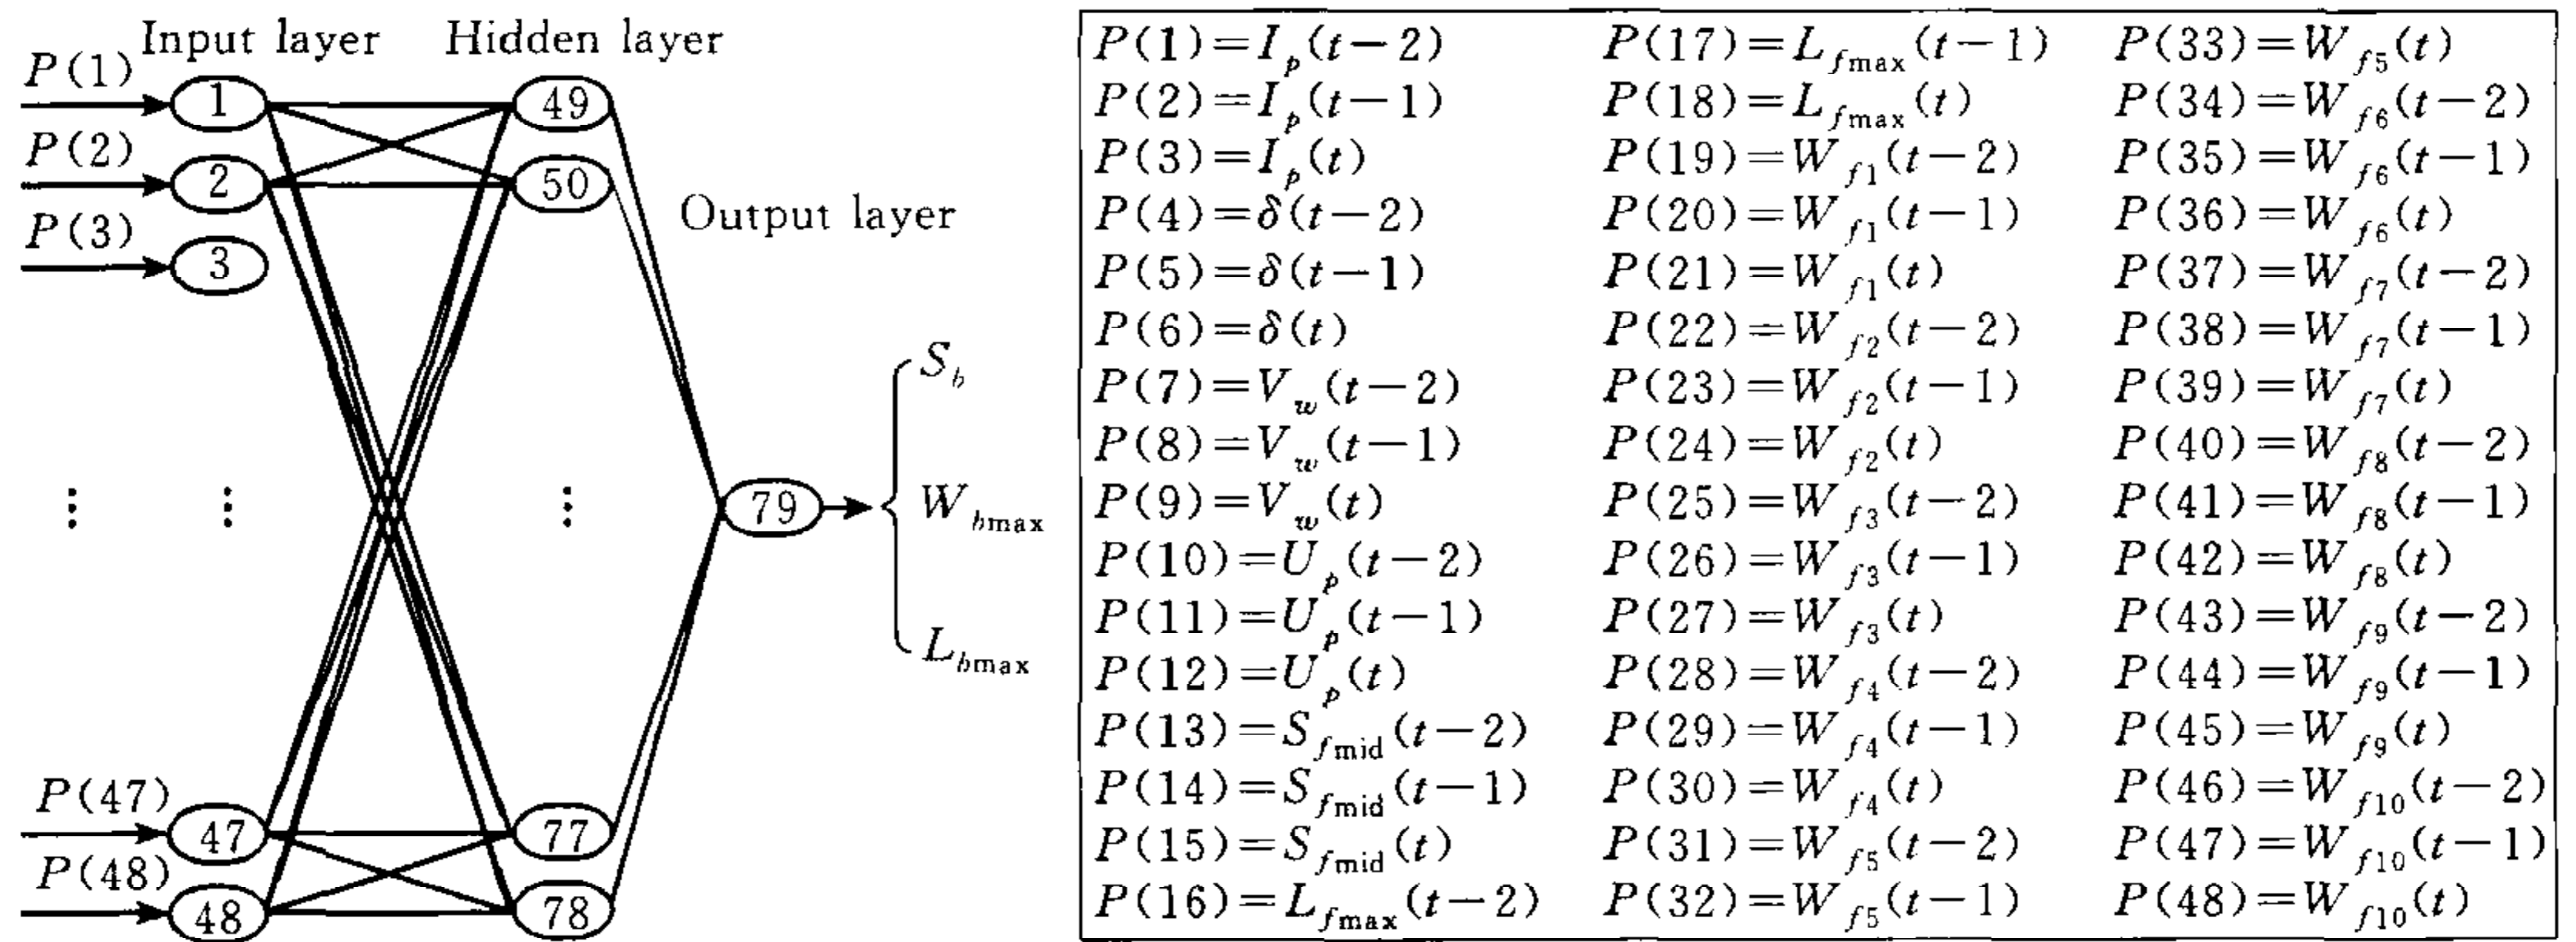 Input layer Hidden layer
P(1)
1
49
P(2)
2
50
P(3)
3
Output layer
S_b
79
W_bmax
L_bmax
P(47)
47
77
P(48)
48
78
P(1)=I_p(t-2)
P(2)=I_p(t-1)
P(3)=I_p(t)
P(4)=δ(t-2)
P(5)=δ(t-1)
P(6)=δ(t)
P(7)=V_w(t-2)
P(8)=V_w(t-1)
P(9)=V_w(t)
P(10)=U_p(t-2)
P(11)=U_p(t-1)
P(12)=U_p(t)
P(13)=S_fmid(t-2)
P(14)=S_fmid(t-1)
P(15)=S_fmid(t)
P(16)=L_fmax(t-2)
P(17)=L_fmax(t-1)
P(18)=L_fmax(t)
P(19)=W_f1(t-2)
P(20)=W_f1(t-1)
P(21)=W_f1(t)
P(22)=W_f2(t-2)
P(23)=W_f2(t-1)
P(24)=W_f2(t)
P(25)=W_f3(t-2)
P(26)=W_f3(t-1)
P(27)=W_f3(t)
P(28)=W_f4(t-2)
P(29)=W_f4(t-1)
P(30)=W_f4(t)
P(31)=W_f5(t-2)
P(32)=W_f5(t-1)
P(33)=W_f5(t)
P(34)=W_f6(t-2)
P(35)=W_f6(t-1)
P(36)=W_f6(t)
P(37)=W_f7(t-2)
P(38)=W_f7(t-1)
P(39)=W_f7(t)
P(40)=W_f8(t-2)
P(41)=W_f8(t-1)
P(42)=W_f8(t)
P(43)=W_f9(t-2)
P(44)=W_f9(t-1)
P(45)=W_f9(t)
P(46)=W_f10(t-2)
P(47)=W_f10(t-1)
P(48)=W_f10(t)